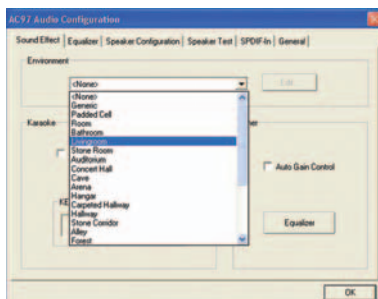 AC97 Audio Configuration
Sound Effect Equalizer Speaker Configuration Speaker Test SPDIF-In General
Environment
<None>
Edit
<None>
Generic
Padded Cell
Room
Bathroom
Livingroom
Stone Room
Auditorium
Concert Hall
Cave
Arena
Hangar
Carpeted Hallway
Hallway
Stone Corridor
Alley
Forest
Karaoke
KE
Auto Gain Control
Equalizer
OK